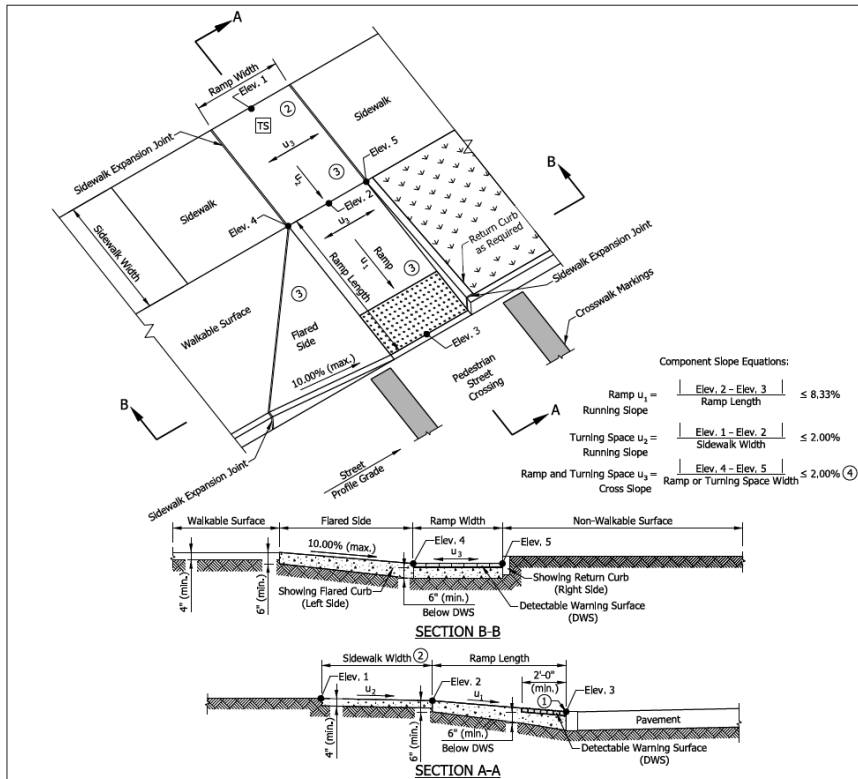 A
Ramp Width
Elev. 1
②
TS
Sidewalk
Sidewalk Expansion Joint
u₃
Elev. 5
B
③
u₂
Sidewalk
Elev. 2
Elev. 4
u₃
Return Curb
as Required
Sidewalk Width
Ramp
Sidewalk Expansion Joint
u₁
③
Ramp Length
③
Crosswalk Markings
Walkable Surface
Flared
Side
Elev. 3
10.00% (max.)
Pedestrian
Street
Crossing
B
A
Sidewalk Expansion Joint
Street
Profile Grade
Component Slope Equations:
Ramp u₁ = | Elev. 2 – Elev. 3 | / Ramp Length ≤ 8.33%
Running Slope
Turning Space u₂ = | Elev. 1 – Elev. 2 | / Sidewalk Width ≤ 2.00%
Running Slope
Ramp and Turning Space u₃ = | Elev. 4 – Elev. 5 | / Ramp or Turning Space Width ≤ 2.00% ④
Cross Slope
Walkable Surface
Flared Side
Ramp Width
Non-Walkable Surface
10.00% (max.)
Elev. 4
u₃
Elev. 5
4" (min.)
6" (min.)
Showing Flared Curb
(Left Side)
6" (min.)
Below DWS
Showing Return Curb
(Right Side)
Detectable Warning Surface
(DWS)
SECTION B-B
Sidewalk Width ②
Ramp Length
Elev. 1
u₂
Elev. 2
u₁
2'-0"
(min.)
①
Elev. 3
4" (min.)
6" (min.)
6" (min.)
Below DWS
Pavement
Detectable Warning Surface
(DWS)
SECTION A-A